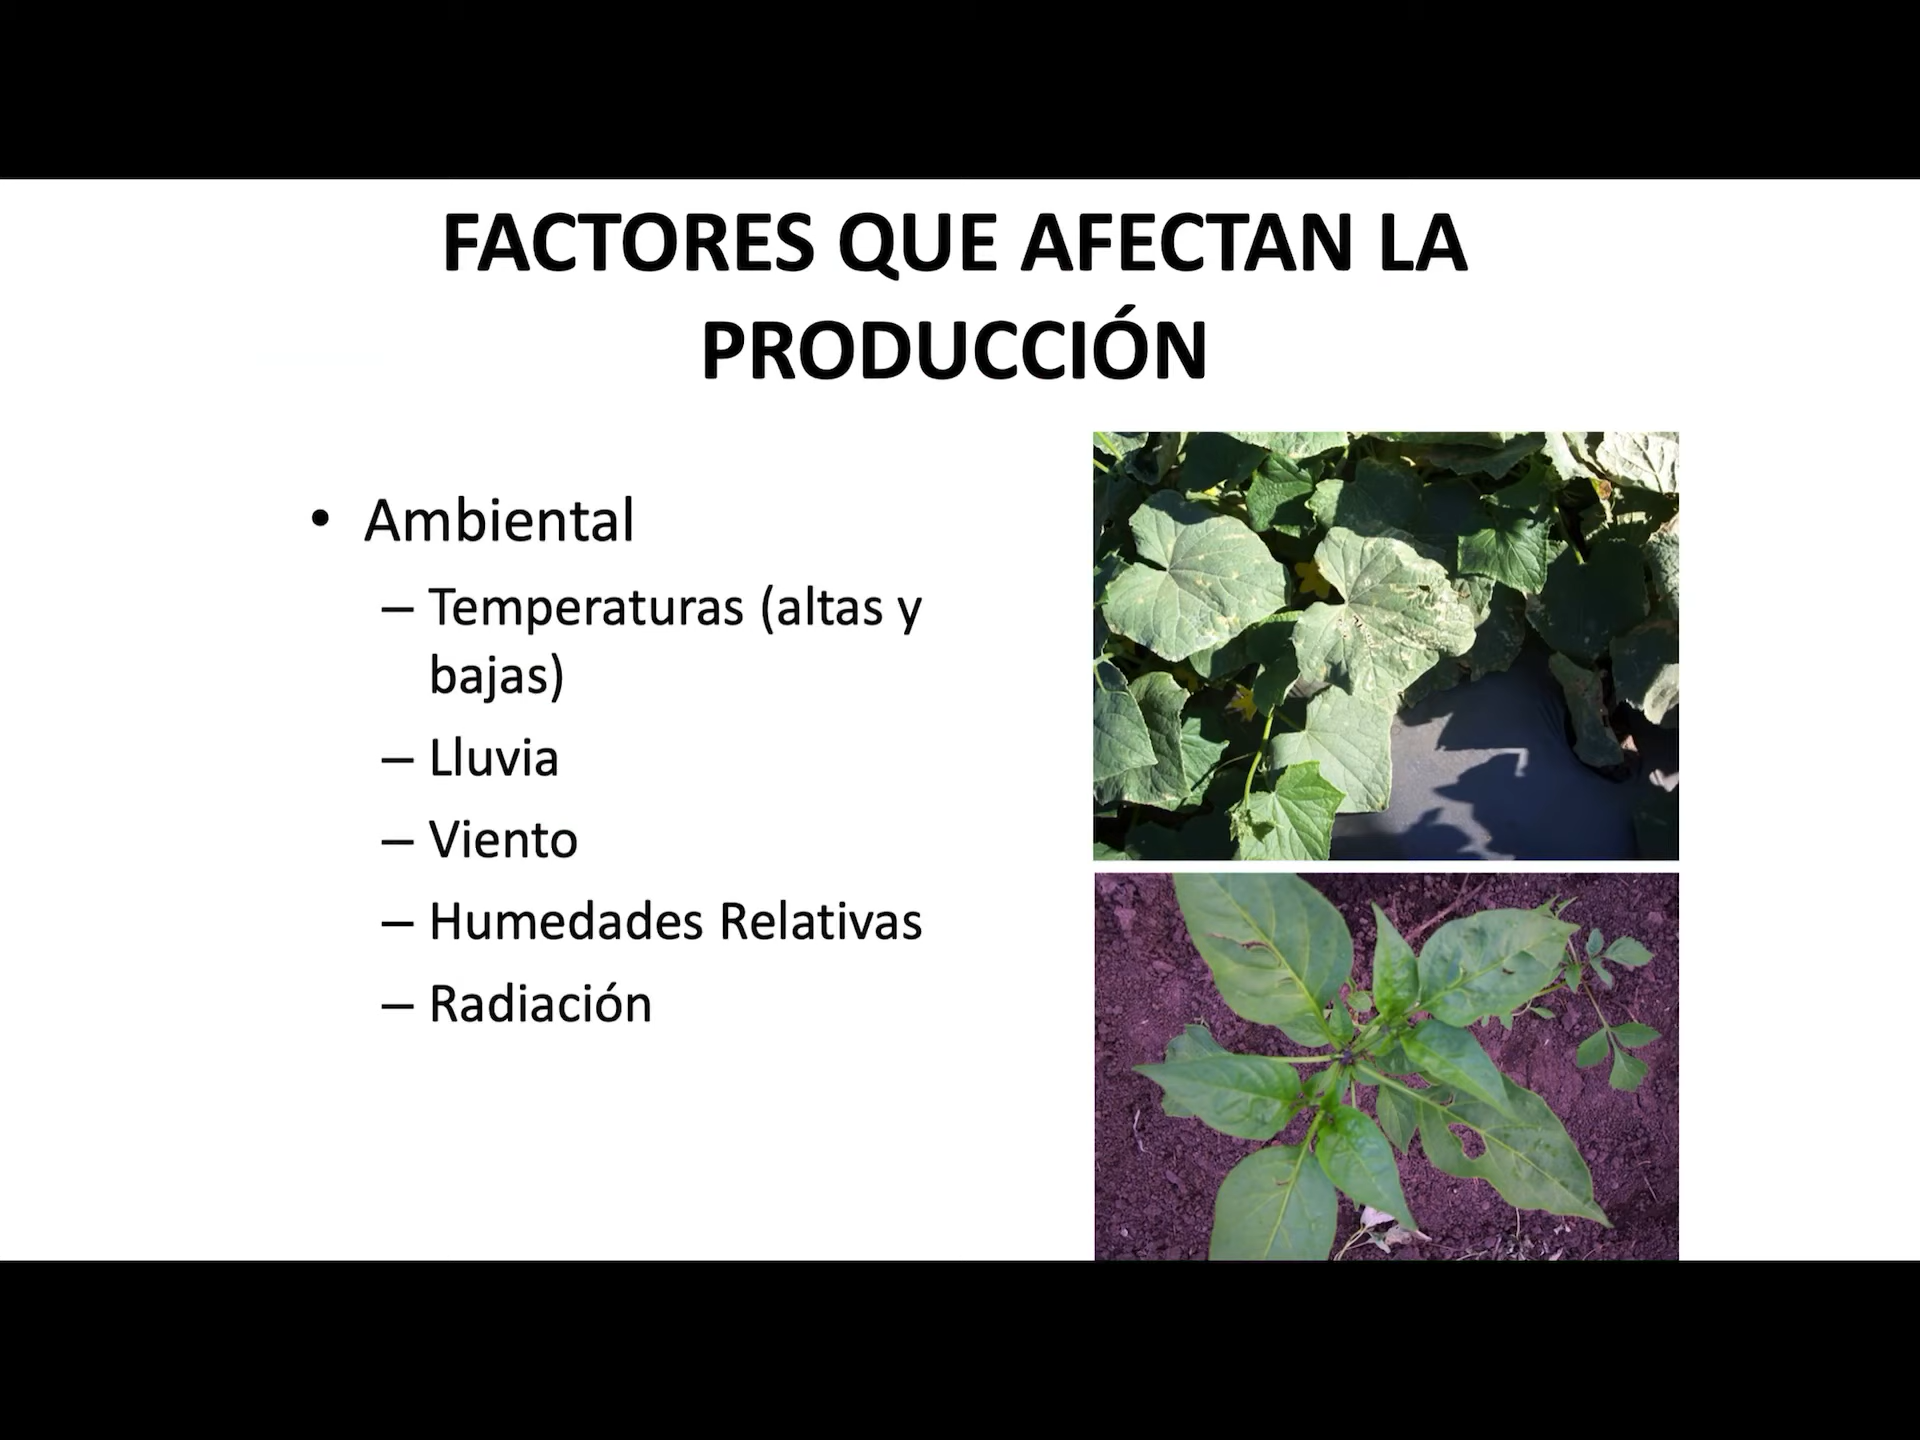 FACTORES QUE AFECTAN LA
PRODUCCIÓN
• Ambiental
– Temperaturas (altas y
bajas)
– Lluvia
– Viento
– Humedades Relativas
– Radiación